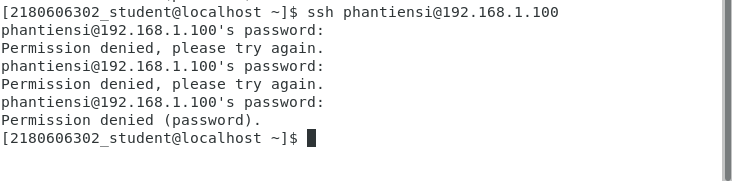 [2180606302_student@localhost ~]$ ssh phantiensi@192.168.1.100
phantiensi@192.168.1.100's password:
Permission denied, please try again.
phantiensi@192.168.1.100's password:
Permission denied, please try again.
phantiensi@192.168.1.100's password:
Permission denied (password).
[2180606302_student@localhost ~]$